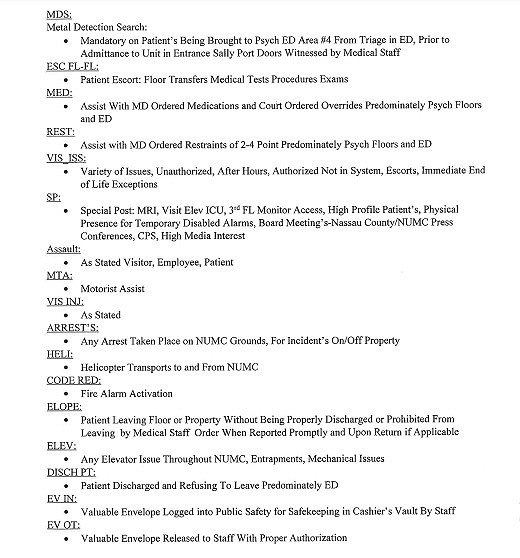 MDS:
Metal Detection Search:
• Mandatory on Patient's Being Brought to Psych ED Area #4 From Triage in ED, Prior to
Admittance to Unit in Entrance Sally Port Doors Witnessed by Medical Staff
ESC FL-FL:
• Patient Escort: Floor Transfers Medical Tests Procedures Exams
MED:
• Assist With MD Ordered Medications and Court Ordered Overrides Predominately Psych Floors
and ED
REST:
• Assist with MD Ordered Restraints of 2-4 Point Predominately Psych Floors and ED
VIS_ISS:
• Variety of Issues, Unauthorized, After Hours, Authorized Not in System, Escorts, Immediate End
of Life Exceptions
SP:
• Special Post: MRI, Visit Elev ICU, 3rd FL Monitor Access, High Profile Patient's, Physical
Presence for Temporary Disabled Alarms, Board Meeting's-Nassau County/NUMC Press
Conferences, CPS, High Media Interest
Assault:
• As Stated Visitor, Employee, Patient
MTA:
• Motorist Assist
VIS INJ:
• As Stated
ARREST'S:
• Any Arrest Taken Place on NUMC Grounds, For Incident's On/Off Property
HELI:
• Helicopter Transports to and From NUMC
CODE RED:
• Fire Alarm Activation
ELOPE:
• Patient Leaving Floor or Property Without Being Properly Discharged or Prohibited From
Leaving by Medical Staff Order When Reported Promptly and Upon Return if Applicable
ELEV:
• Any Elevator Issue Throughout NUMC, Entrapments, Mechanical Issues
DISCH PT:
• Patient Discharged and Refusing To Leave Predominately ED
EV IN:
• Valuable Envelope Logged into Public Safety for Safekeeping in Cashier's Vault By Staff
EV OT:
• Valuable Envelope Released to Staff With Proper Authorization